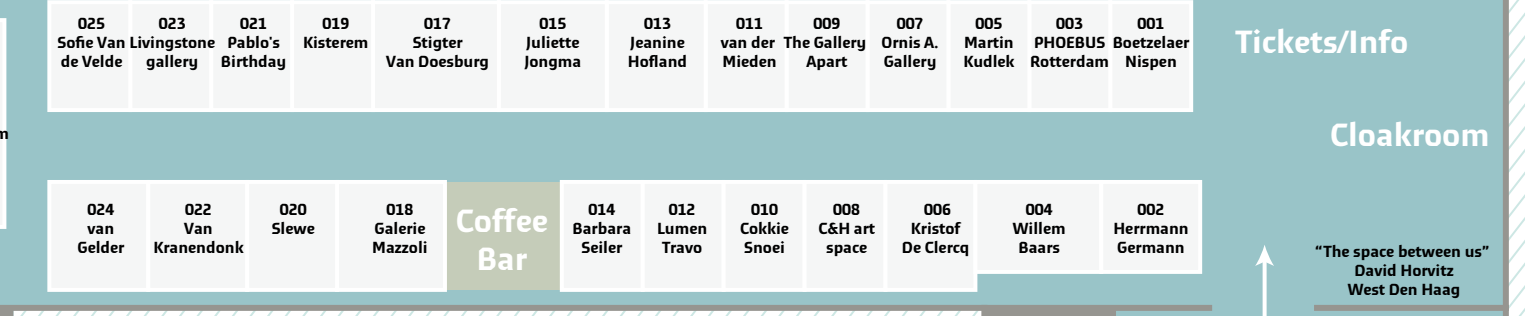 025
Sofie Van
de Velde
023
Livingstone
gallery
021
Pablo's
Birthday
019
Kisterem
017
Stigter
Van Doesburg
015
Juliette
Jongma
013
Jeanine
Hofland
011
van der
Mieden
009
The Gallery
Apart
007
Ornis A.
Gallery
005
Martin
Kudlek
003
PHOEBUS
Rotterdam
001
Boetzelaer
Nispen
Tickets/Info
Cloakroom
024
van
Gelder
022
Van
Kranendonk
020
Slewe
018
Galerie
Mazzoli
Coffee
Bar
014
Barbara
Seiler
012
Lumen
Travo
010
Cokkie
Snoei
008
C&H art
space
006
Kristof
De Clercq
004
Willem
Baars
002
Herrmann
Germann
“The space between us”
David Horvitz
West Den Haag